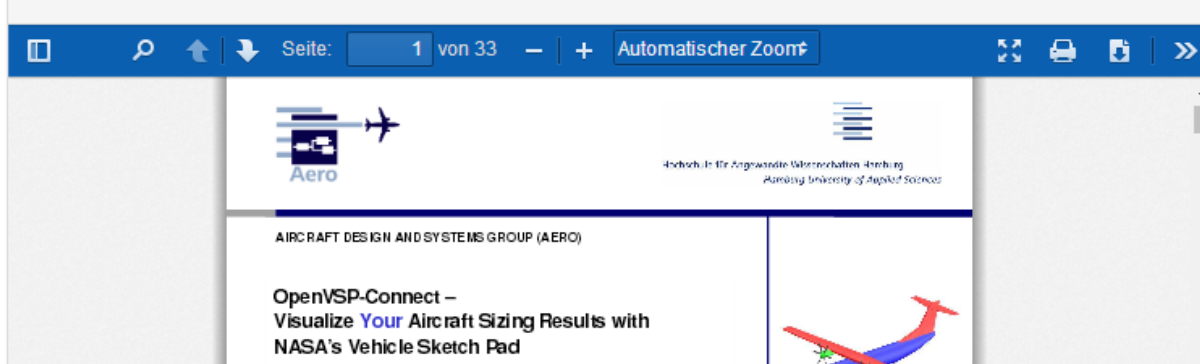 Seite: 1 von 33 Automatischer Zoom
Aero
Hochschule für Angewandte Wissenschaften Hamburg
Hamburg University of Applied Sciences
AIRCRAFT DESIGN AND SYSTEMS GROUP (AERO)
OpenVSP-Connect –
Visualize Your Aircraft Sizing Results with
NASA's Vehicle Sketch Pad